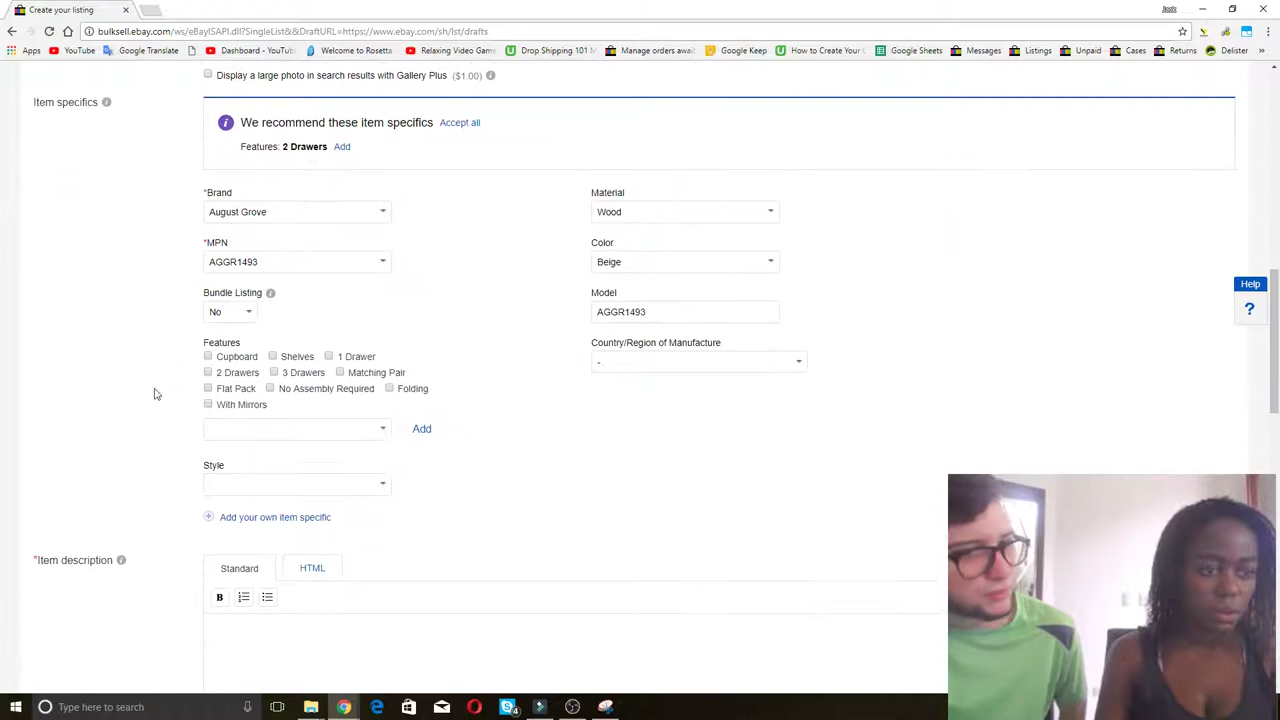 Create your listing
bulksell.ebay.com/ws/eBayISAPI.dll?SingleList&&DraftURL=https://www.ebay.com/sh/lst/drafts
Apps YouTube Google Translate Dashboard - YouTu Welcome to Rosetta Relaxing Video Game Drop Shipping 101 M Manage orders await Google Keep How to Create Your Google Sheets Messages Listings Unpaid Cases Returns Delister
Display a large photo in search results with Gallery Plus ($1.00)
Item specifics
We recommend these item specifics Accept all
Features: 2 Drawers Add
*Brand Material
August Grove Wood
*MPN Color
AGGR1493 Beige
Bundle Listing Model
No AGGR1493
Features Country/Region of Manufacture
Cupboard Shelves 1 Drawer -
2 Drawers 3 Drawers Matching Pair
Flat Pack No Assembly Required Folding
With Mirrors
Add
Style
Add your own item specific
*Item description Standard HTML
B
Help
?
Type here to search